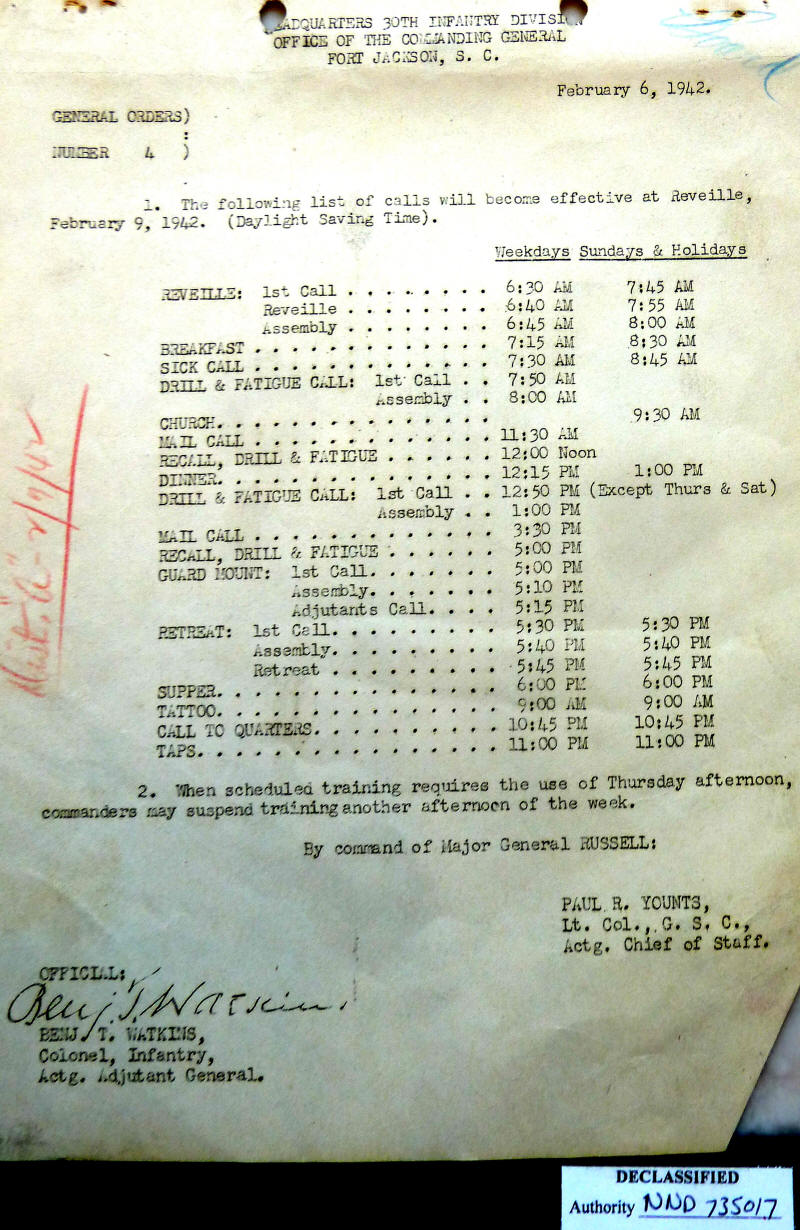 HEADQUARTERS 30TH INFANTRY DIVISION
OFFICE OF THE COMMANDING GENERAL
FORT JACKSON, S. C.
February 6, 1942.
GENERAL ORDERS)
:
NUMBER 4 )
1. The following list of calls will become effective at Reveille,
February 9, 1942. (Daylight Saving Time).
Weekdays Sundays & Holidays
REVEILLE: 1st Call . . . . . . . . 6:30 AM 7:45 AM
Reveille . . . . . . . . 6:40 AM 7:55 AM
Assembly . . . . . . . . 6:45 AM 8:00 AM
BREAKFAST . . . . . . . . . . . . . 7:15 AM 8:30 AM
SICK CALL . . . . . . . . . . . . . 7:30 AM 8:45 AM
DRILL & FATIGUE CALL: 1st Call . . 7:50 AM
Assembly . . 8:00 AM
CHURCH. . . . . . . . . . . . . . . 9:30 AM
MAIL CALL . . . . . . . . . . . . . 11:30 AM
RECALL, DRILL & FATIGUE . . . . . . 12:00 Noon
DINNER. . . . . . . . . . . . . . . 12:15 PM 1:00 PM
DRILL & FATIGUE CALL: 1st Call . . 12:50 PM (Except Thurs & Sat)
Assembly . . 1:00 PM
MAIL CALL . . . . . . . . . . . . . 3:30 PM
RECALL, DRILL & FATIGUE . . . . . . 5:00 PM
GUARD MOUNT: 1st Call. . . . . . . 5:00 PM
Assembly. . . . . . . 5:10 PM
Adjutants Call. . . . 5:15 PM
RETREAT: 1st Call. . . . . . . . . 5:30 PM 5:30 PM
Assembly. . . . . . . . . 5:40 PM 5:40 PM
Retreat . . . . . . . . . 5:45 PM 5:45 PM
SUPPER. . . . . . . . . . . . . . . 6:00 PM 6:00 PM
TATTOO. . . . . . . . . . . . . . . 9:00 AM 9:00 AM
CALL TO QUARTERS. . . . . . . . . . 10:45 PM 10:45 PM
TAPS. . . . . . . . . . . . . . . . 11:00 PM 11:00 PM
Dist. "A" - 2/9/42
2. When scheduled training requires the use of Thursday afternoon,
commanders may suspend training another afternoon of the week.
By command of Major General RUSSELL:
PAUL R. YOUNTS,
Lt. Col., G. S. C.,
Actg. Chief of Staff.
OFFICIAL:
Benj. T. Watkins
BENJ. T. WATKINS,
Colonel, Infantry,
Actg. Adjutant General.
DECLASSIFIED
Authority NND 735017